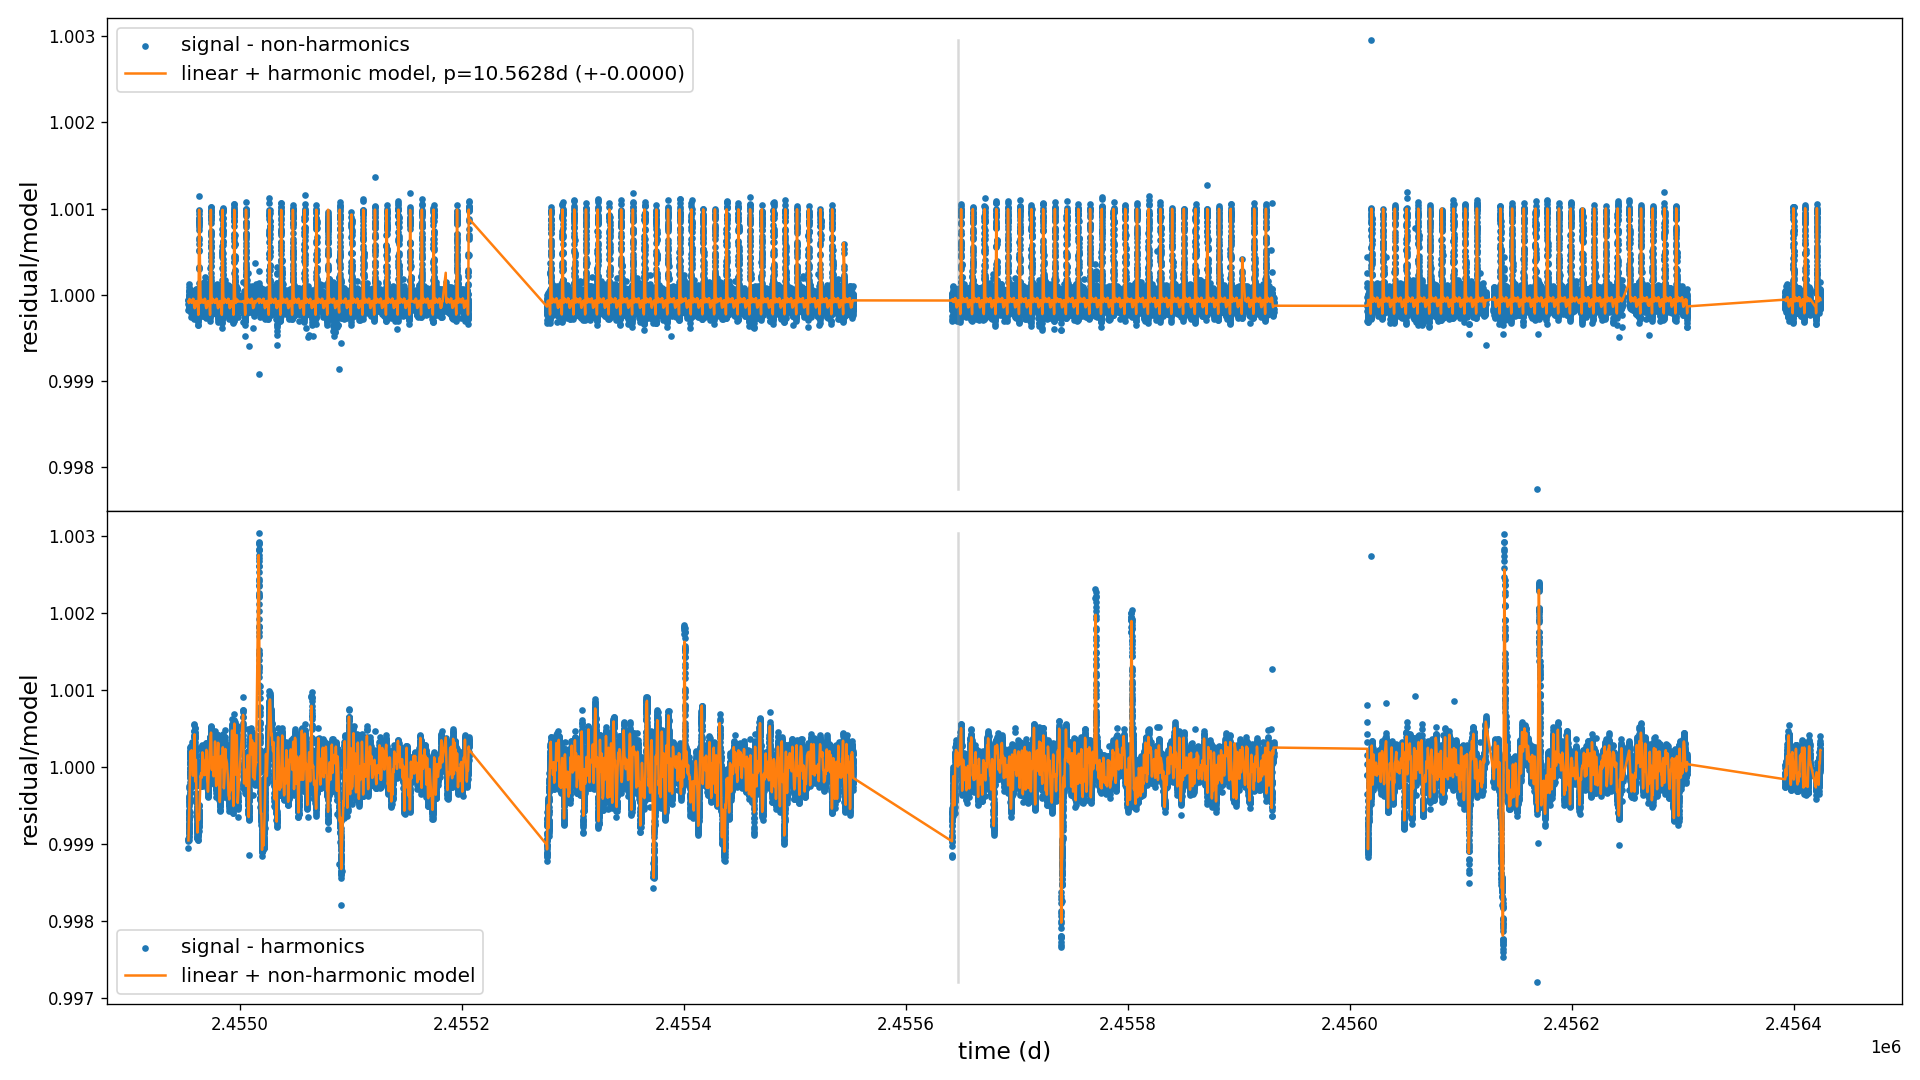 1.003
1.002
1.001
1.000
0.999
0.998
residual/model
signal - non-harmonics
linear + harmonic model, p=10.5628d (+-0.0000)
1.003
1.002
1.001
1.000
0.999
0.998
0.997
residual/model
signal - harmonics
linear + non-harmonic model
2.4550 2.4552 2.4554 2.4556 2.4558 2.4560 2.4562 2.4564
time (d)
1e6